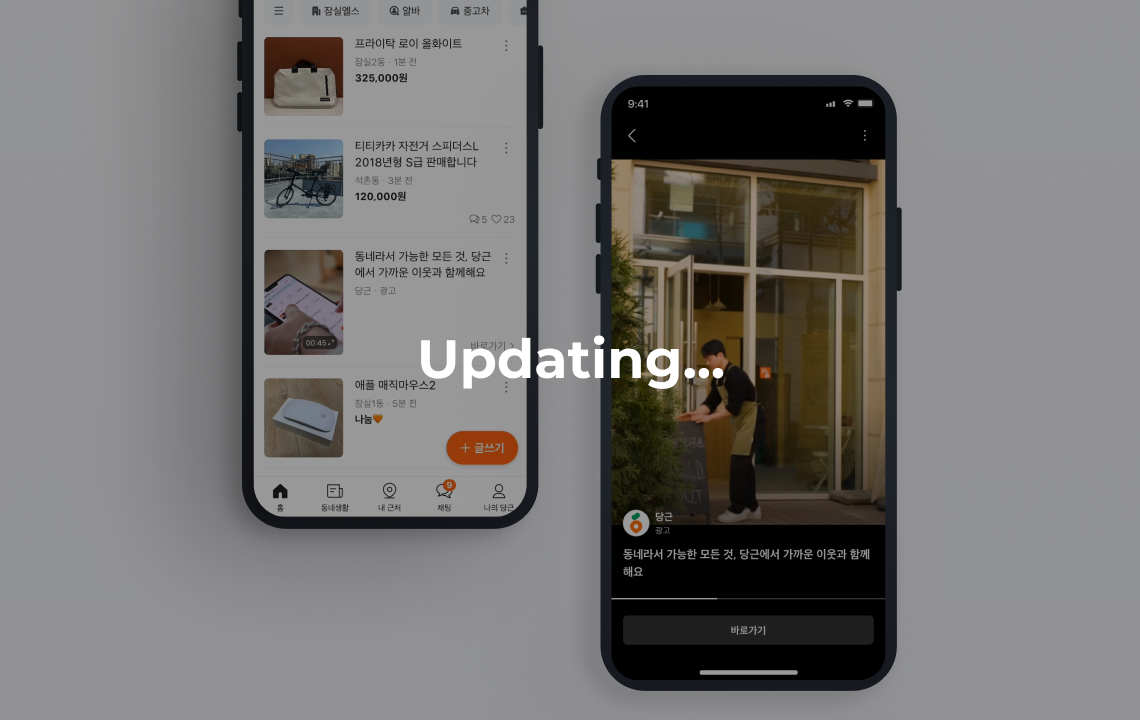 잠실엘스
알바
중고차
프라이탁 로이 올화이트
잠실2동 · 1분 전
325,000원
티티카카 자전거 스피더스L
2018년형 S급 판매합니다
석촌동 · 3분 전
120,000원
5 23
동네라서 가능한 모든 것, 당근
에서 가까운 이웃과 함께해요
당근 · 광고
00:45
바로가기 >
애플 매직마우스2
잠실1동 · 5분 전
나눔🧡
+ 글쓰기
9
홈
동네생활
내 근처
채팅
나의 당근
Updating...
9:41
당근
광고
동네라서 가능한 모든 것, 당근에서 가까운 이웃과 함께
해요
바로가기